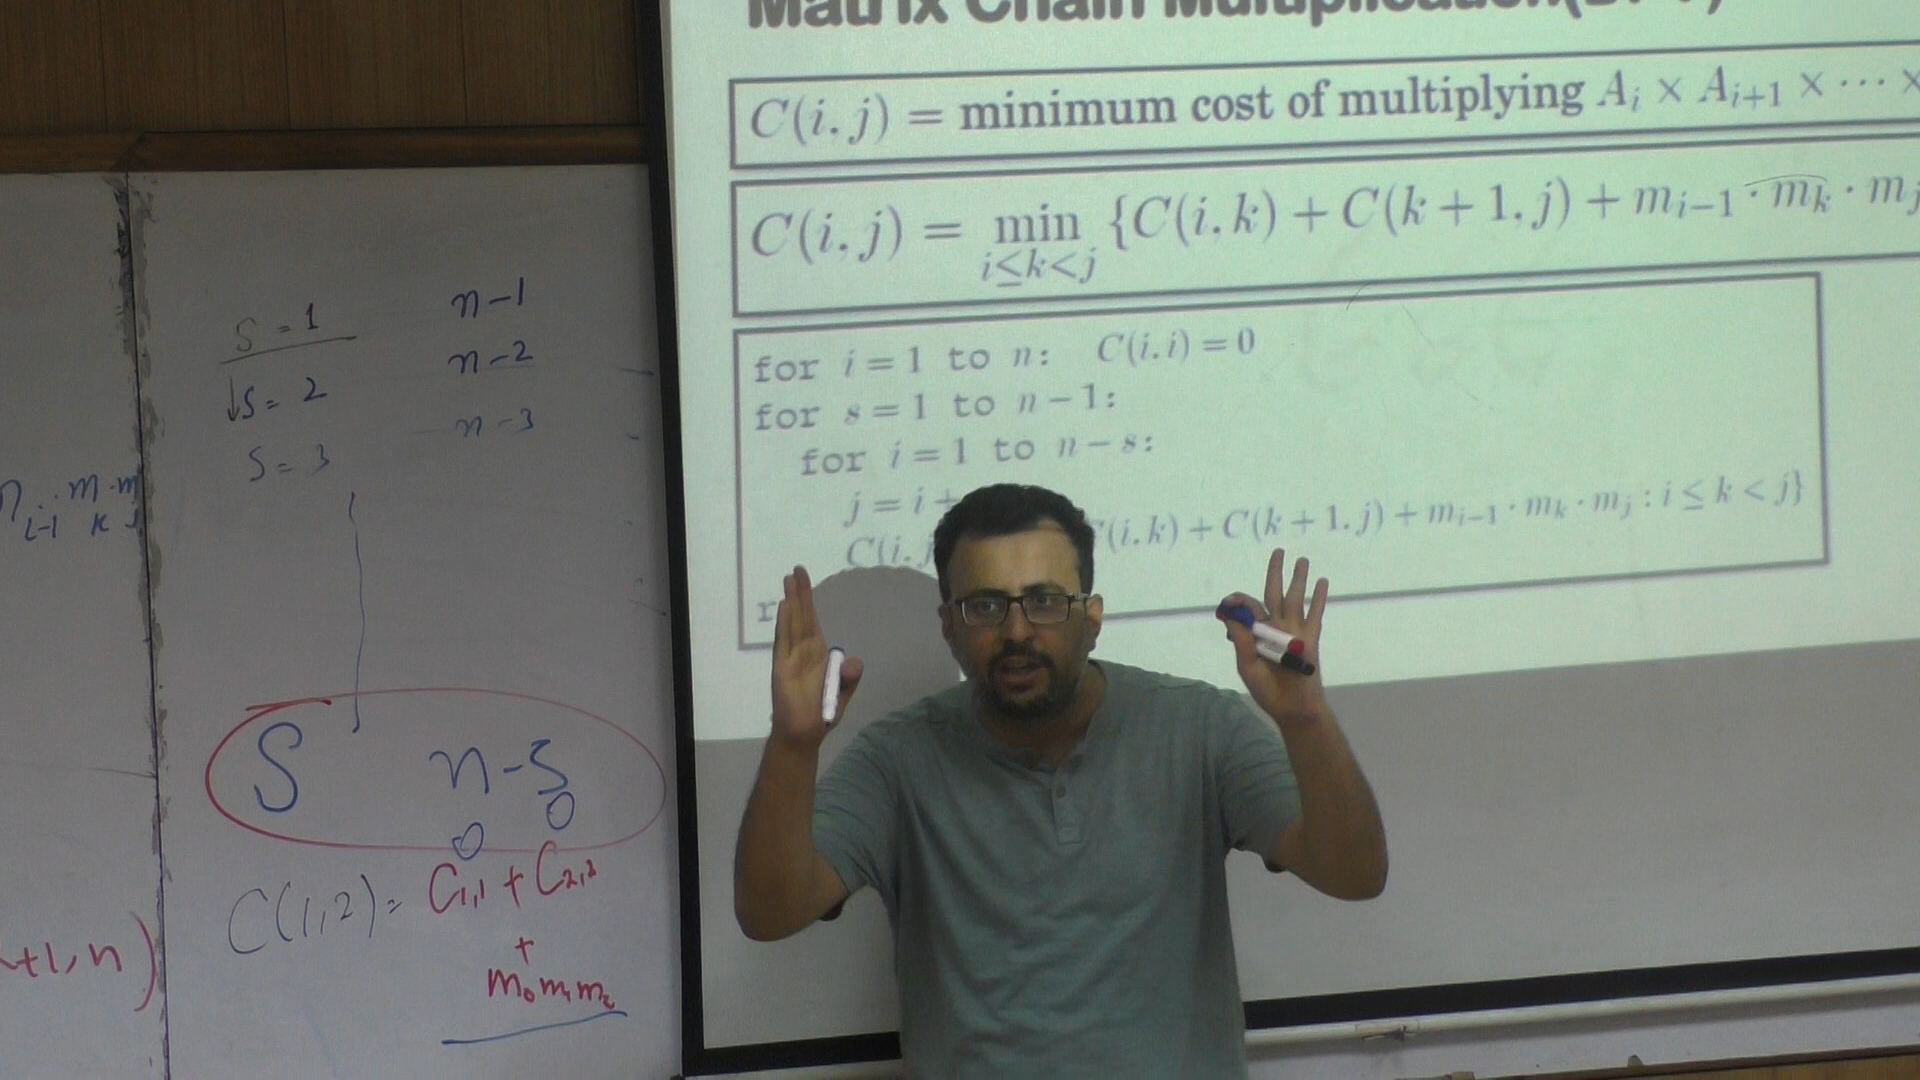 Matrix Chain Multiplication
C(i, j) = minimum cost of multiplying A_i × A_{i+1} × ⋯ ×
C(i, j) = min_{i≤k<j} {C(i, k) + C(k + 1, j) + m_{i−1} · m_k · m_j
for i = 1 to n: C(i, i) = 0
for s = 1 to n − 1:
for i = 1 to n − s:
j = i +
C(i, j
(i, k) + C(k + 1, j) + m_{i−1} · m_k · m_j : i ≤ k < j}
r
S = 1 n-1
↓S = 2 n-2
S = 3 n-3
m_{i-1} · m_k · m_j
S n-S
0 0
C(1,2) = C_{1,1} + C_{2,2}
+
m_0 m_1 m_2
+1, n)